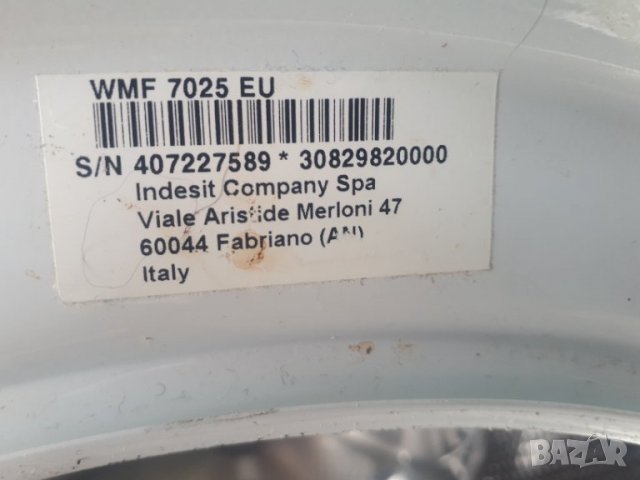 WMF 7025 EU
S/N 407227589 * 30829820000
Indesit Company Spa
Viale Aristide Merloni 47
60044 Fabriano (AN)
Italy
BAZAR